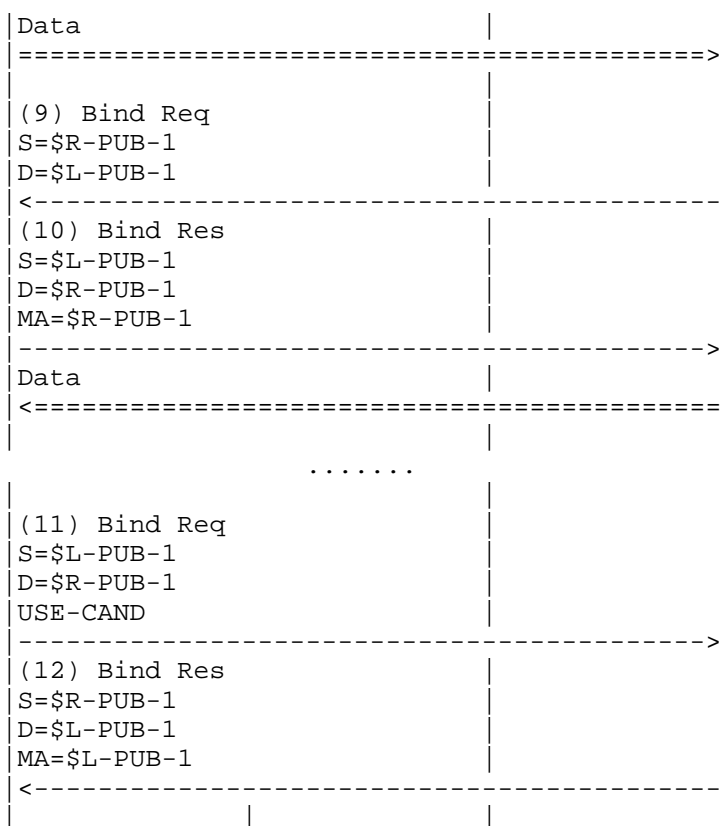 |Data                         |
|===========================================>
|                             |
|(9) Bind Req                 |
|S=$R-PUB-1                   |
|D=$L-PUB-1                   |
|<-------------------------------------------
|(10) Bind Res                |
|S=$L-PUB-1                   |
|D=$R-PUB-1                   |
|MA=$R-PUB-1                  |
|------------------------------------------->
|Data                         |
|<===========================================
|                             |
                  .......
|                             |
|(11) Bind Req                |
|S=$L-PUB-1                   |
|D=$R-PUB-1                   |
|USE-CAND                     |
|------------------------------------------->
|(12) Bind Res                |
|S=$R-PUB-1                   |
|D=$L-PUB-1                   |
|MA=$L-PUB-1                  |
|<-------------------------------------------
|              |              |